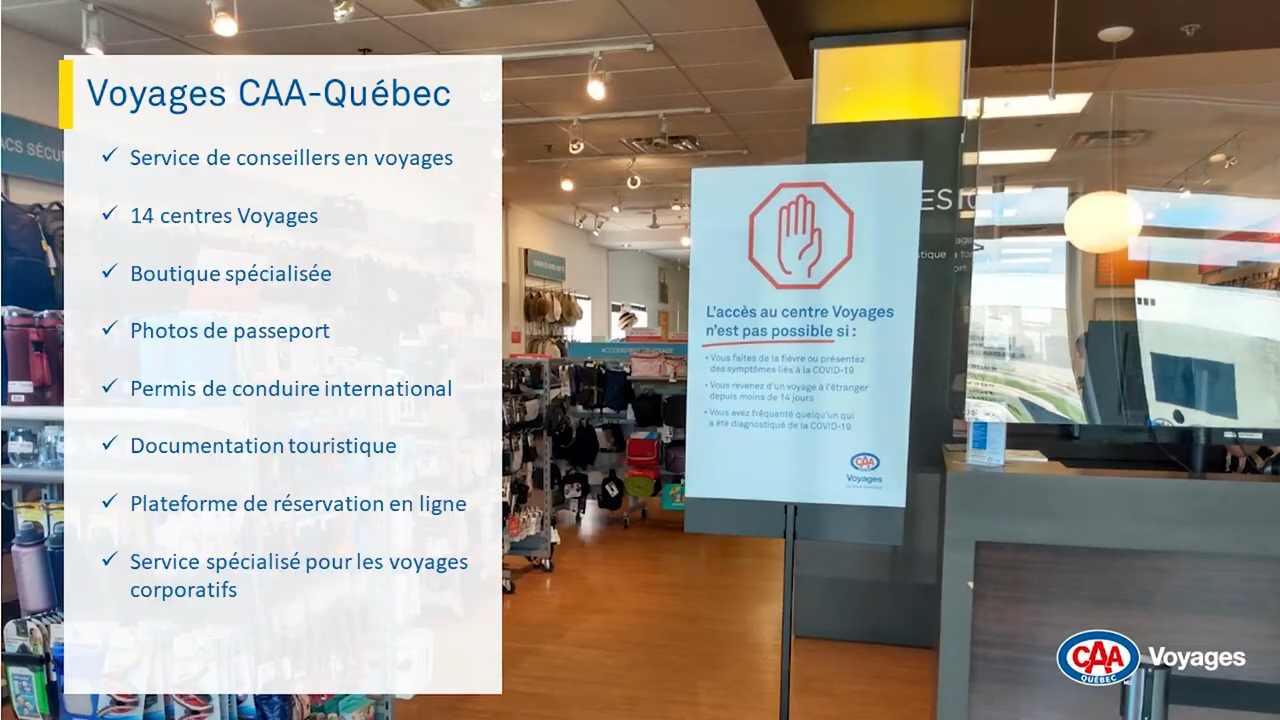 Voyages CAA-Québec
✓ Service de conseillers en voyages
✓ 14 centres Voyages
✓ Boutique spécialisée
✓ Photos de passeport
✓ Permis de conduire international
✓ Documentation touristique
✓ Plateforme de réservation en ligne
✓ Service spécialisé pour les voyages
corporatifs
L'accès au centre Voyages
n'est pas possible si :
• Vous faites de la fièvre ou présentez
des symptômes liés à la COVID-19
• Vous revenez d'un voyage à l'étranger
depuis moins de 14 jours
• Vous avez fréquenté quelqu'un qui
a été diagnostiqué de la COVID-19
CAA
Voyages
CAA
QUÉBEC
Voyages